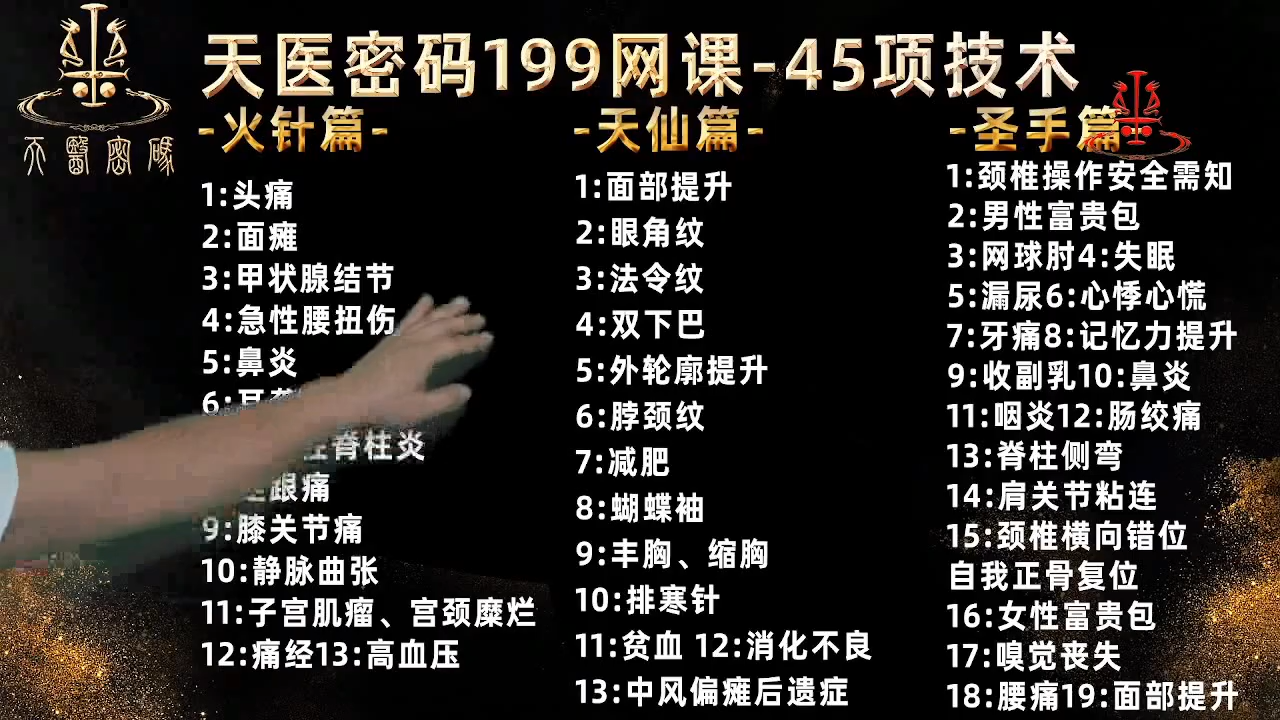 天医密码199网课-45项技术
天醫密碼
-火针篇-
1:头痛
2:面瘫
3:甲状腺结节
4:急性腰扭伤
5:鼻炎
6:耳
脊柱炎
跟痛
9:膝关节痛
10:静脉曲张
11:子宫肌瘤、宫颈糜烂
12:痛经13:高血压
-天仙篇-
1:面部提升
2:眼角纹
3:法令纹
4:双下巴
5:外轮廓提升
6:脖颈纹
7:减肥
8:蝴蝶袖
9:丰胸、缩胸
10:排寒针
11:贫血 12:消化不良
13:中风偏瘫后遗症
-圣手篇
1:颈椎操作安全需知
2:男性富贵包
3:网球肘4:失眠
5:漏尿6:心悸心慌
7:牙痛8:记忆力提升
9:收副乳10:鼻炎
11:咽炎12:肠绞痛
13:脊柱侧弯
14:肩关节粘连
15:颈椎横向错位
自我正骨复位
16:女性富贵包
17:嗅觉丧失
18:腰痛19:面部提升